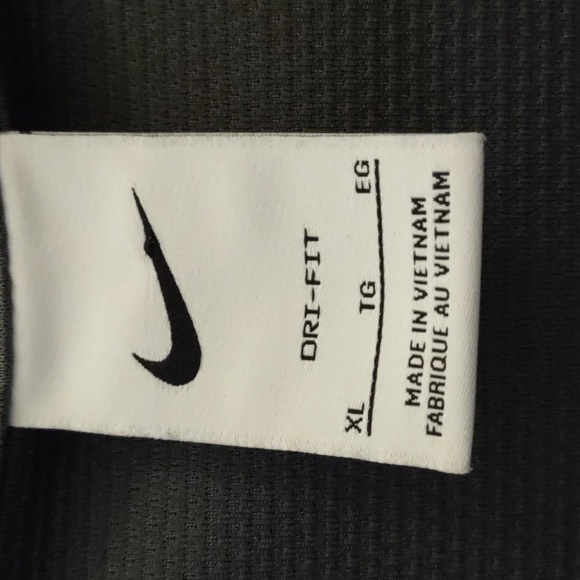 DRI-FIT
XL TG EG
MADE IN VIETNAM
FABRIQUE AU VIETNAM